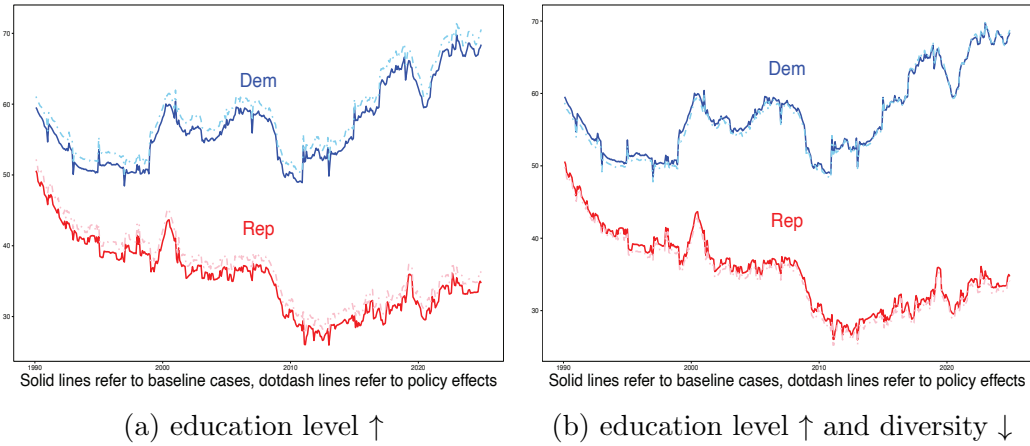 70
60
50
40
30
Dem
Rep
1990
2000
2010
2020
Solid lines refer to baseline cases, dotdash lines refer to policy effects
(a) education level ↑
70
60
50
40
30
Dem
Rep
1990
2000
2010
2020
Solid lines refer to baseline cases, dotdash lines refer to policy effects
(b) education level ↑ and diversity ↓